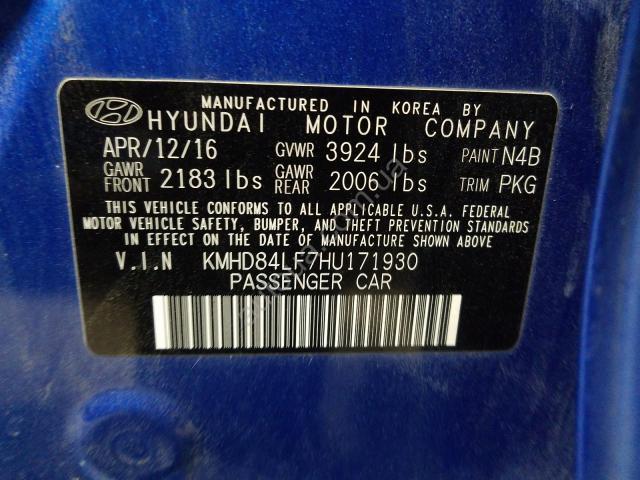 MANUFACTURED IN KOREA BY
HYUNDAI MOTOR COMPANY
APR/12/16 GVWR 3924 lbs PAINT N4B
GAWR FRONT 2183 lbs GAWR REAR 2006 lbs TRIM PKG
THIS VEHICLE CONFORMS TO ALL APPLICABLE U.S.A. FEDERAL
MOTOR VEHICLE SAFETY, BUMPER, AND THEFT PREVENTION STANDARDS
IN EFFECT ON THE DATE OF MANUFACTURE SHOWN ABOVE.
V.I.N KMHD84LF7HU171930
PASSENGER CAR